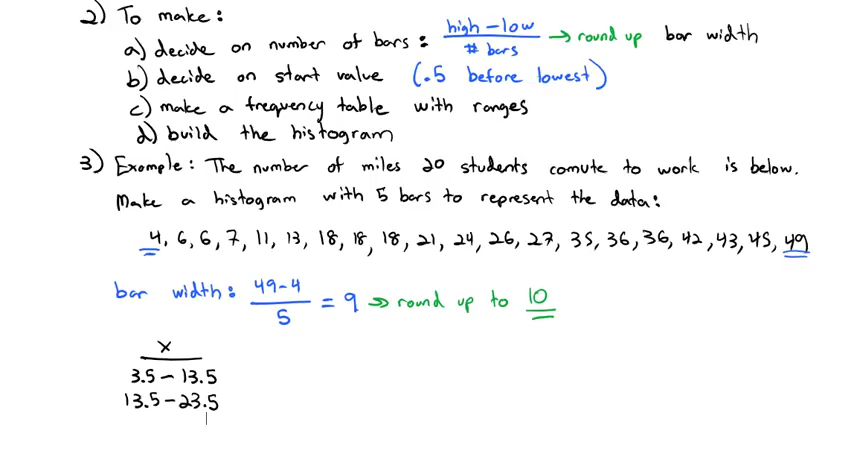 2) To make:
a) decide on number of bars: high - low / # bars → round up bar width
b) decide on start value (.5 before lowest)
c) make a frequency table with ranges
d) build the histogram
3) Example: The number of miles 20 students comute to work is below.
Make a histogram with 5 bars to represent the data:
4, 6, 6, 7, 11, 13, 18, 18, 18, 21, 24, 26, 27, 35, 36, 36, 42, 43, 45, 49
bar width: 49-4 / 5 = 9 → round up to 10
x
3.5 - 13.5
13.5 - 23.5